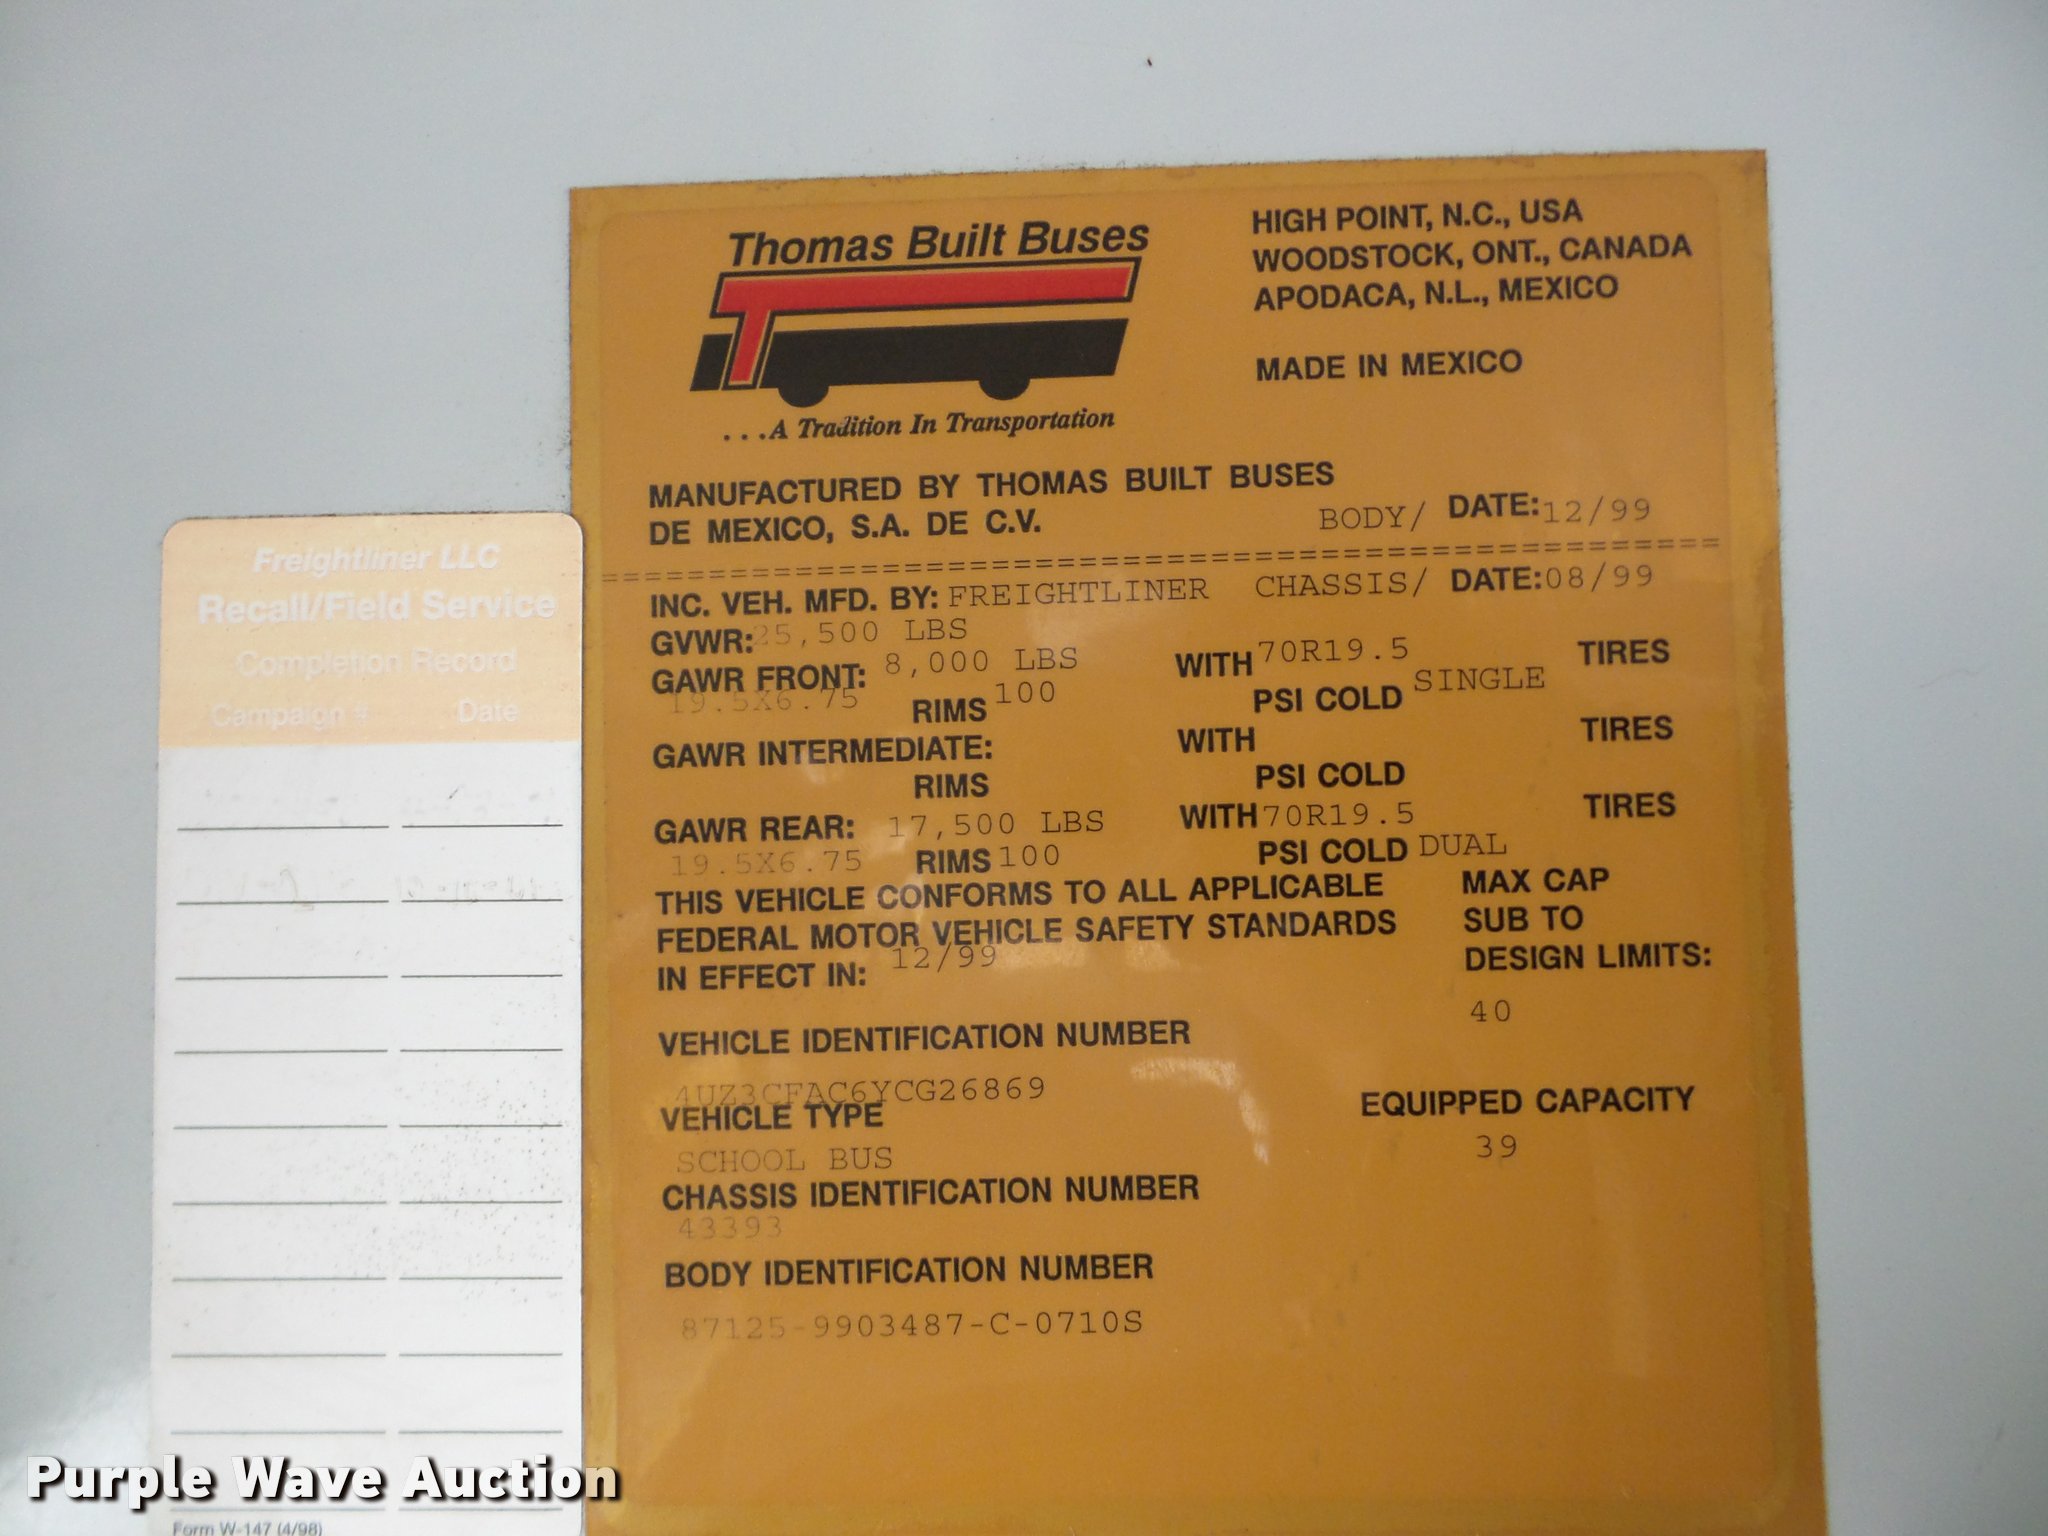 Thomas Built Buses
T
...A Tradition In Transportation
HIGH POINT, N.C., USA
WOODSTOCK, ONT., CANADA
APODACA, N.L., MEXICO
MADE IN MEXICO
MANUFACTURED BY THOMAS BUILT BUSES
DE MEXICO, S.A. DE C.V. BODY/ DATE:12/99
INC. VEH. MFD. BY: FREIGHTLINER CHASSIS/ DATE:08/99
GVWR: 25,500 LBS
GAWR FRONT: 8,000 LBS WITH 70R19.5 TIRES
19.5X6.75 RIMS 100 PSI COLD SINGLE
GAWR INTERMEDIATE: WITH TIRES
RIMS PSI COLD
GAWR REAR: 17,500 LBS WITH 70R19.5 TIRES
19.5X6.75 RIMS 100 PSI COLD DUAL
THIS VEHICLE CONFORMS TO ALL APPLICABLE
FEDERAL MOTOR VEHICLE SAFETY STANDARDS
IN EFFECT IN: 12/99
MAX CAP
SUB TO
DESIGN LIMITS:
40
VEHICLE IDENTIFICATION NUMBER
4UZ3CFAC6YCG26869
VEHICLE TYPE
SCHOOL BUS
EQUIPPED CAPACITY
39
CHASSIS IDENTIFICATION NUMBER
43393
BODY IDENTIFICATION NUMBER
87125-9903487-C-0710S
Freightliner LLC
Recall/Field Service
Completion Record
Campaign # Date
Form W-147 (4/98)
Purple Wave Auction